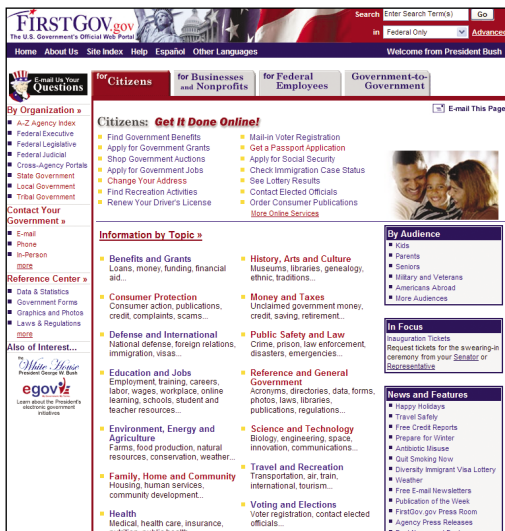 FIRSTGOV.gov
The U.S. Government's Official Web Portal
Search Enter Search Term(s) Go
in Federal Only Advanced
Home About Us Site Index Help Español Other Languages
Welcome from President Bush
E-mail Us Your
Questions
for Citizens
for Businesses
and Nonprofits
for Federal
Employees
Government-to-
Government
E-mail This Page
By Organization »
A-Z Agency Index
Federal Executive
Federal Legislative
Federal Judicial
Cross-Agency Portals
State Government
Local Government
Tribal Government
Contact Your
Government »
E-mail
Phone
In-Person
more
Reference Center »
Data & Statistics
Government Forms
Graphics and Photos
Laws & Regulations
more
Also of Interest...
the
White House
President George W. Bush
egov
Learn about the President's
electronic government
initiatives
Citizens: Get It Done Online!
Find Government Benefits
Apply for Government Grants
Shop Government Auctions
Apply for Government Jobs
Change Your Address
Find Recreation Activities
Renew Your Driver's License
Mail-in Voter Registration
Get a Passport Application
Apply for Social Security
Check Immigration Case Status
See Lottery Results
Contact Elected Officials
Order Consumer Publications
More Online Services
Information by Topic »
Benefits and Grants
Loans, money, funding, financial
aid...
Consumer Protection
Consumer action, publications,
credit, complaints, scams...
Defense and International
National defense, foreign relations,
immigration, visas...
Education and Jobs
Employment, training, careers,
labor, wages, workplace, online
learning, schools, student and
teacher resources...
Environment, Energy and
Agriculture
Farms, food production, natural
resources, conservation, weather...
Family, Home and Community
Housing, human services,
community development...
Health
Medical, health care, insurance,
History, Arts and Culture
Museums, libraries, genealogy,
ethnic, traditions...
Money and Taxes
Unclaimed government money,
credit, saving, retirement...
Public Safety and Law
Crime, prison, law enforcement,
disasters, emergencies...
Reference and General
Government
Acronyms, directories, data, forms,
photos, laws, libraries,
publications, regulations...
Science and Technology
Biology, engineering, space,
innovation, communications...
Travel and Recreation
Transportation, air, train,
international, tourism...
Voting and Elections
Voter registration, contact elected
officials...
By Audience
Kids
Parents
Seniors
Military and Veterans
Americans Abroad
More Audiences
In Focus
Inauguration Tickets
Request tickets for the swearing-in
ceremony from your Senator or
Representative
News and Features
Happy Holidays
Travel Safely
Free Credit Reports
Prepare for Winter
Antibiotic Misuse
Quit Smoking Now
Diversity Immigrant Visa Lottery
Weather
Free E-mail Newsletters
Publication of the Week
FirstGov.gov Press Room
Agency Press Releases